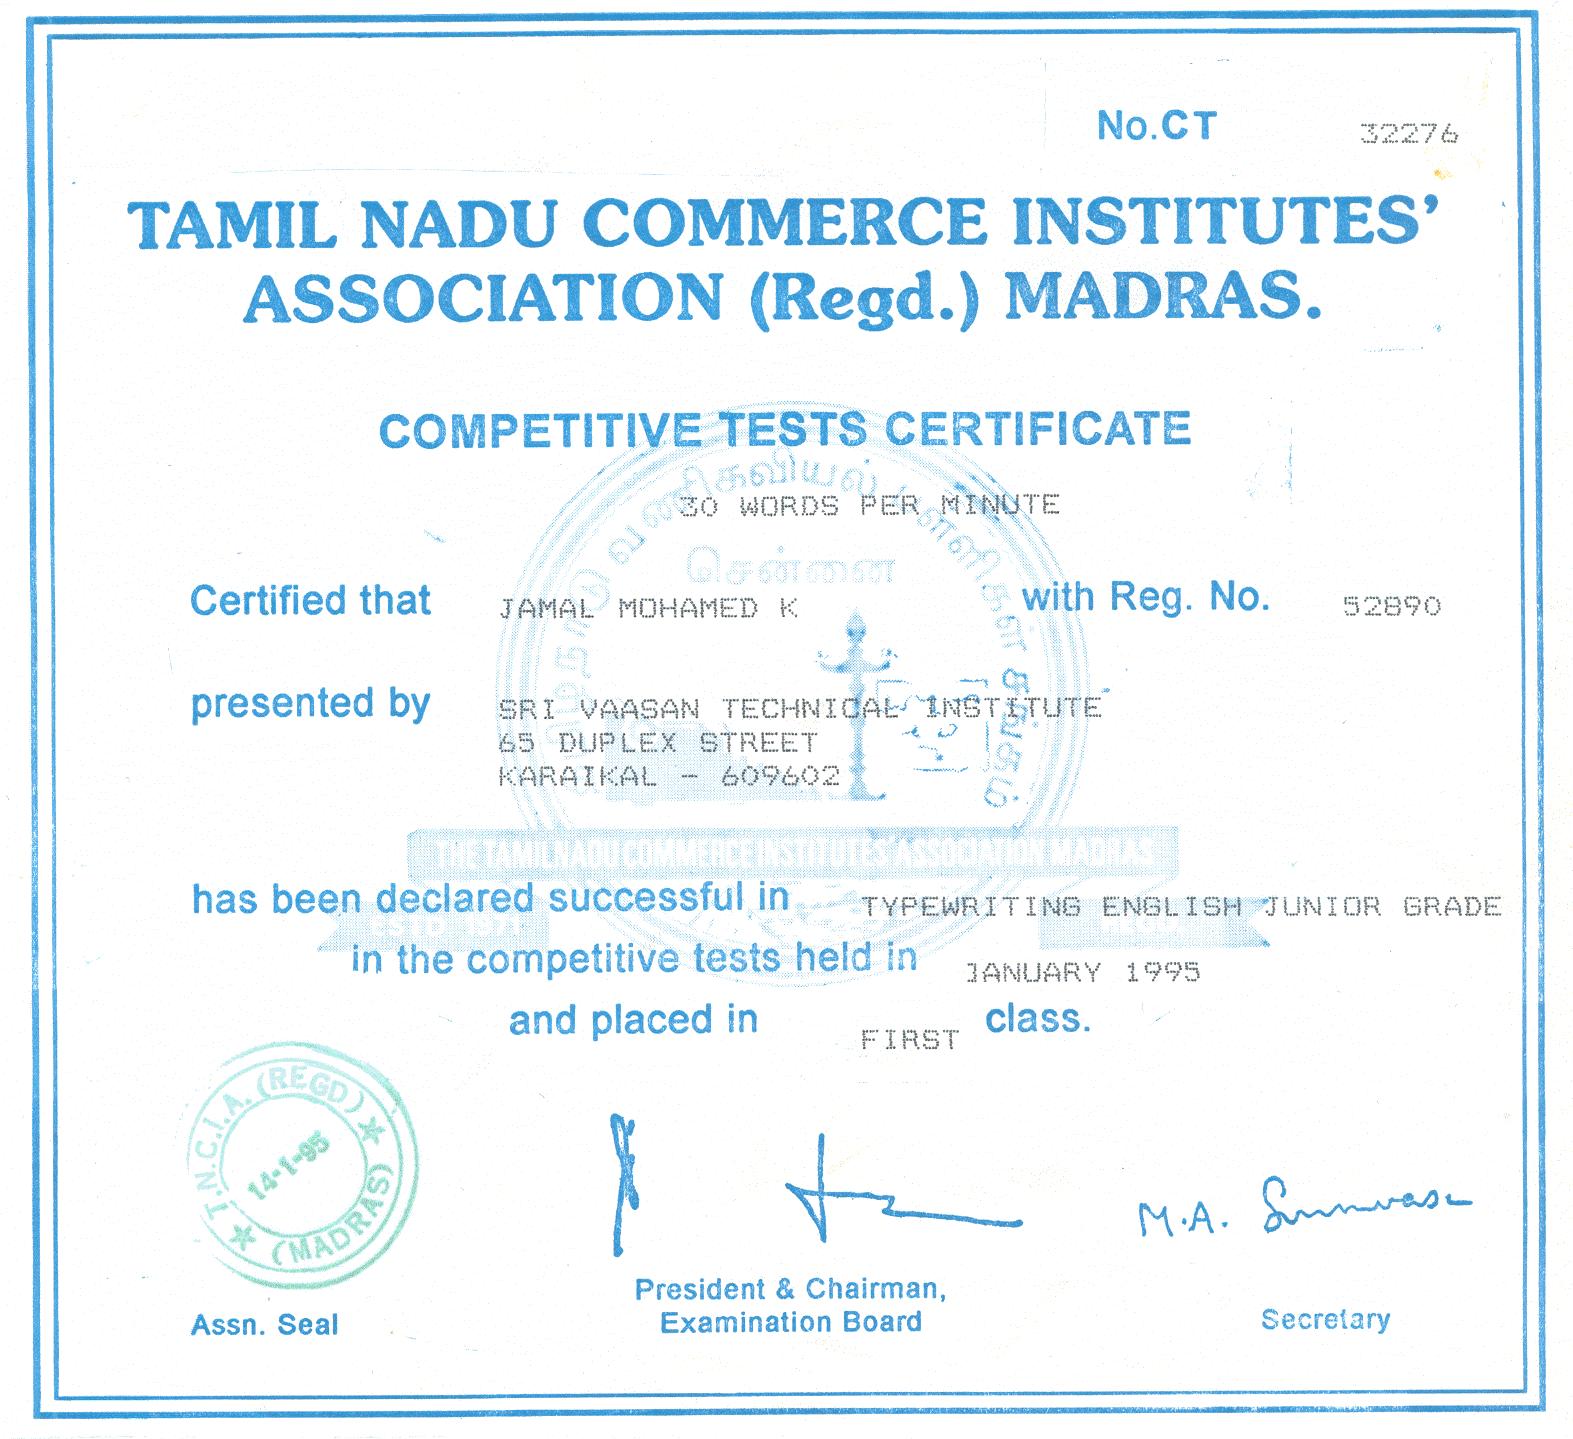 No.CT 32276
TAMIL NADU COMMERCE INSTITUTES'
ASSOCIATION (Regd.) MADRAS.
COMPETITIVE TESTS CERTIFICATE
30 WORDS PER MINUTE
சென்னை
Certified that JAMAL MOHAMED K with Reg. No. 52890
presented by SRI VAASAN TECHNICAL INSTITUTE
65 DUPLEX STREET
KARAIKAL - 609602
THE TAMILNADU COMMERCE INSTITUTES' ASSOCIATION MADRAS
has been declared successful in TYPEWRITING ENGLISH JUNIOR GRADE
ESTD 1971 REGD
in the competitive tests held in JANUARY 1995
and placed in FIRST class.
T.N.C.I.A. (REGD)
14-1-95
(MADRAS)
M.A. Srinivasan
President & Chairman,
Examination Board
Assn. Seal
Secretary